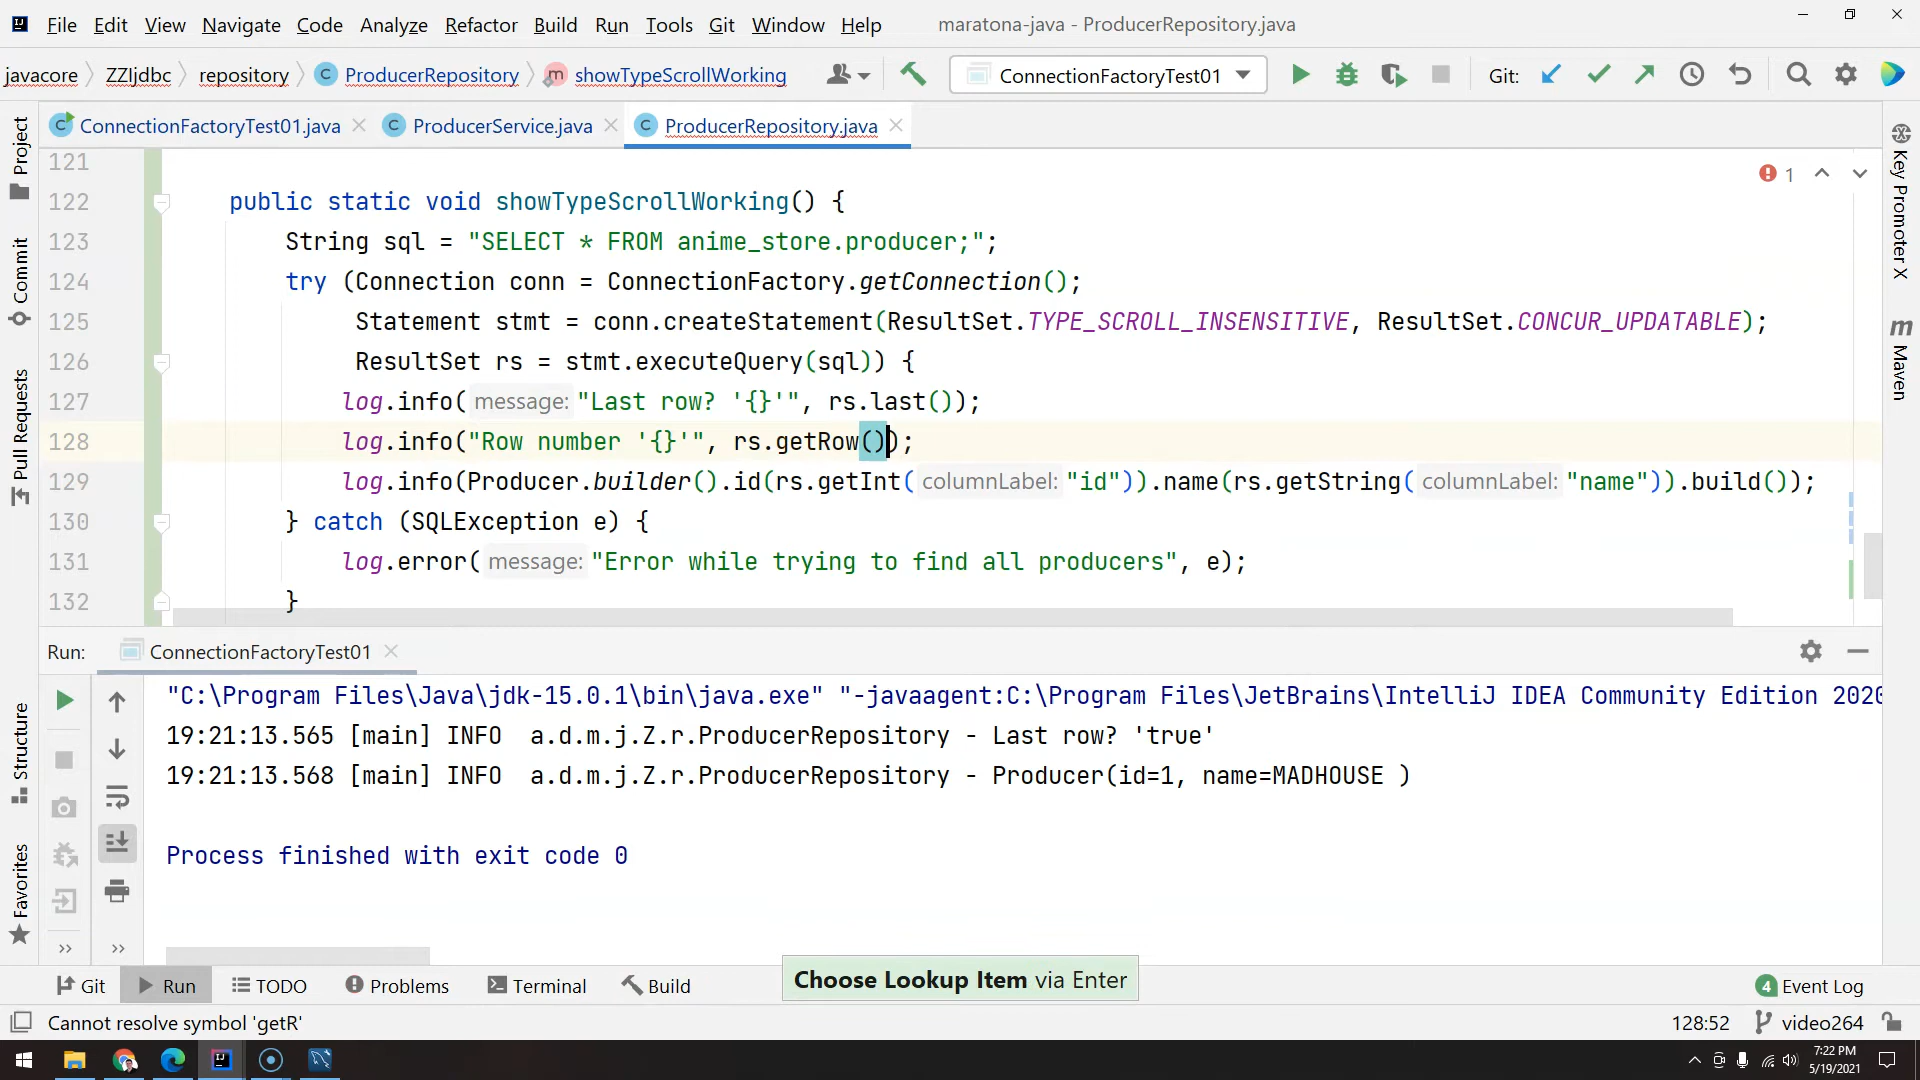 File Edit View Navigate Code Analyze Refactor Build Run Tools Git Window Help maratona-java - ProducerRepository.java
javacore ZZIjdbc repository ProducerRepository showTypeScrollWorking ConnectionFactoryTest01 Git:
ConnectionFactoryTest01.java ProducerService.java ProducerRepository.java
121
1
122 public static void showTypeScrollWorking() {
123 String sql = "SELECT * FROM anime_store.producer;";
124 try (Connection conn = ConnectionFactory.getConnection();
125 Statement stmt = conn.createStatement(ResultSet.TYPE_SCROLL_INSENSITIVE, ResultSet.CONCUR_UPDATABLE);
126 ResultSet rs = stmt.executeQuery(sql)) {
127 log.info( message: "Last row? '{}'", rs.last());
128 log.info("Row number '{}'", rs.getRow());
129 log.info(Producer.builder().id(rs.getInt( columnLabel: "id")).name(rs.getString( columnLabel: "name")).build());
130 } catch (SQLException e) {
131 log.error( message: "Error while trying to find all producers", e);
132 }
Project
Commit
Pull Requests
Structure
Favorites
Key Promoter X
Maven
Run: ConnectionFactoryTest01
"C:\Program Files\Java\jdk-15.0.1\bin\java.exe" "-javaagent:C:\Program Files\JetBrains\IntelliJ IDEA Community Edition 2020
19:21:13.565 [main] INFO a.d.m.j.Z.r.ProducerRepository - Last row? 'true'
19:21:13.568 [main] INFO a.d.m.j.Z.r.ProducerRepository - Producer(id=1, name=MADHOUSE )
Process finished with exit code 0
Choose Lookup Item via Enter
Git Run TODO Problems Terminal Build 4 Event Log
Cannot resolve symbol 'getR' 128:52 video264
7:22 PM
5/19/2021